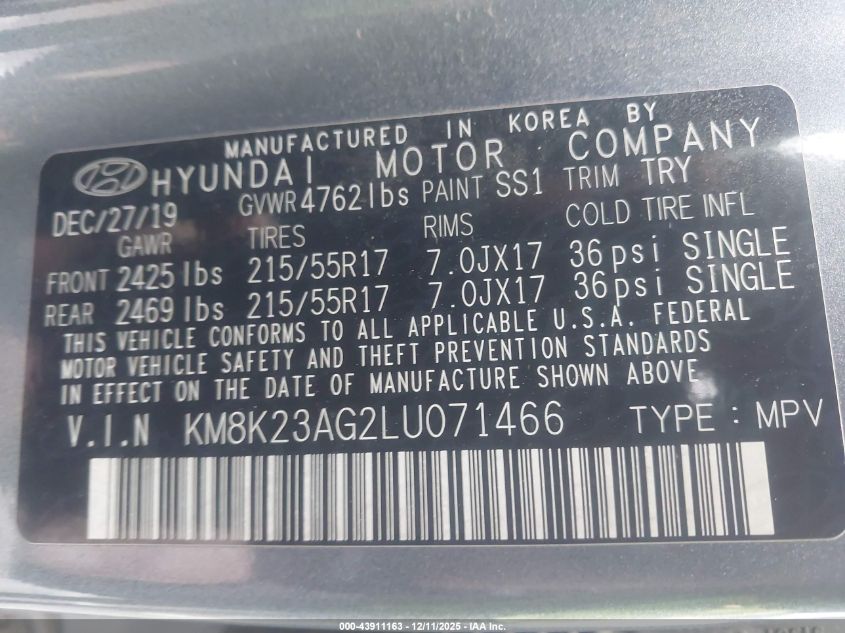 MANUFACTURED IN KOREA BY
HYUNDAI MOTOR COMPANY
DEC/27/19 GVWR 4762 lbs PAINT SS1 TRIM TRY
GAWR TIRES RIMS COLD TIRE INFL
FRONT 2425 lbs 215/55R17 7.0JX17 36psi SINGLE
REAR 2469 lbs 215/55R17 7.0JX17 36psi SINGLE
THIS VEHICLE CONFORMS TO ALL APPLICABLE U.S.A. FEDERAL
MOTOR VEHICLE SAFETY AND THEFT PREVENTION STANDARDS
IN EFFECT ON THE DATE OF MANUFACTURE SHOWN ABOVE
V.I.N KM8K23AG2LU071466 TYPE : MPV
000-43911163 - 12/11/2025 - IAA Inc.